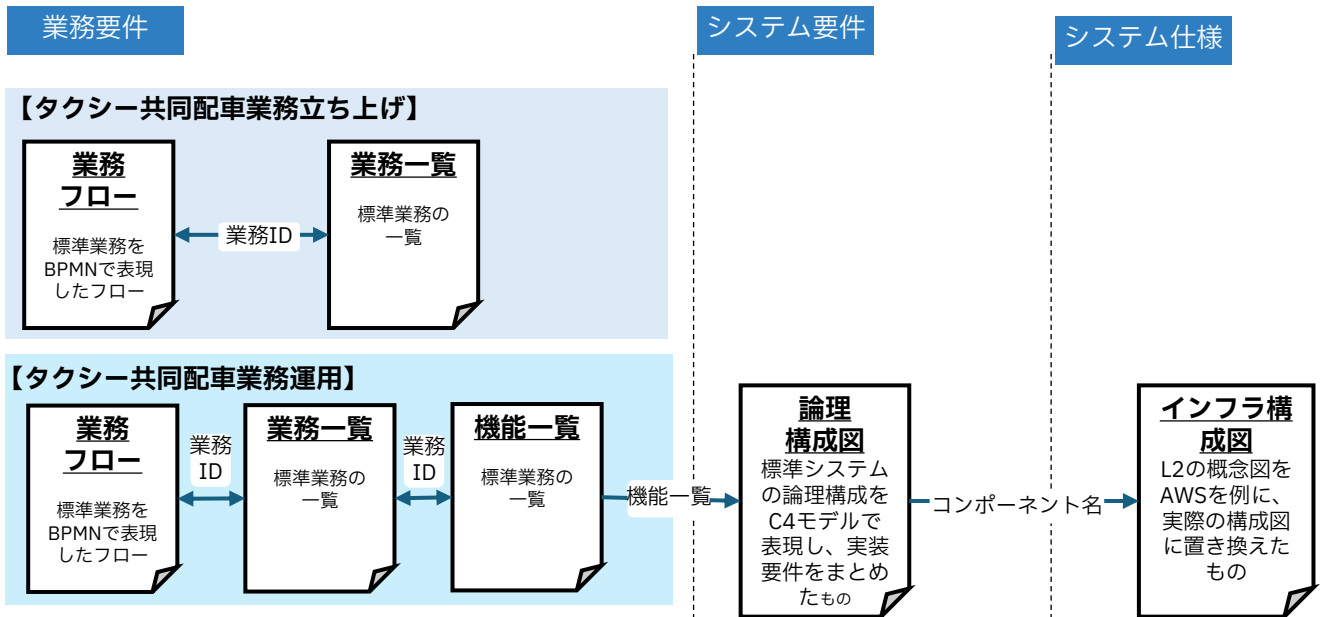 業務要件
システム要件
システム仕様
【タクシー共同配車業務立ち上げ】
業務
フロー
標準業務を
BPMNで表現
したフロー
業務ID
業務一覧
標準業務の
一覧
【タクシー共同配車業務運用】
業務
フロー
標準業務を
BPMNで表現
したフロー
業務
ID
業務一覧
標準業務の
一覧
業務
ID
機能一覧
標準業務の
一覧
機能一覧
論理
構成図
標準システム
の論理構成を
C4モデルで
表現し、実装
要件をまとめ
たもの
コンポーネント名
インフラ構
成図
L2の概念図を
AWSを例に、
実際の構成図
に置き換えた
もの